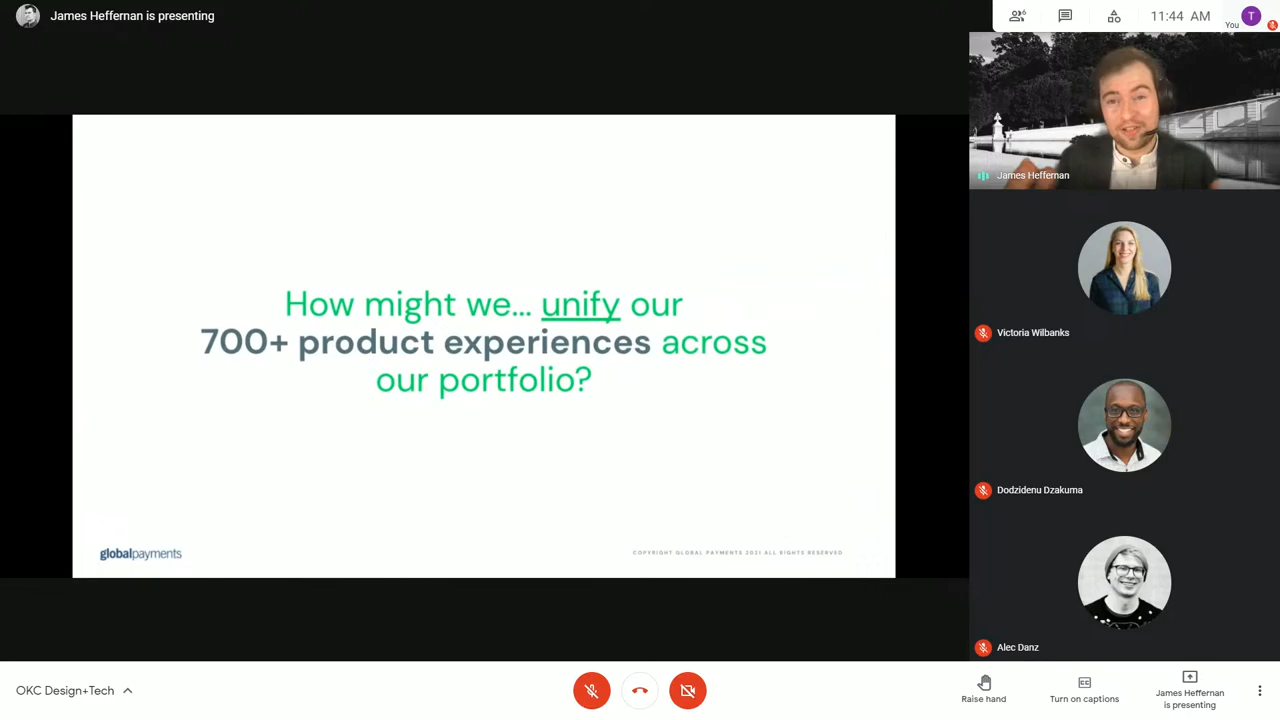 James Heffernan is presenting
6
11:44 AM
You
T
James Heffernan
How might we... unify our
700+ product experiences across
our portfolio?
Victoria Wilbanks
Dodzidenu Dzakuma
globalpayments
COPYRIGHT GLOBAL PAYMENTS 2021 ALL RIGHTS RESERVED
Alec Danz
OKC Design+Tech
Raise hand
CC
Turn on captions
James Heffernan
is presenting